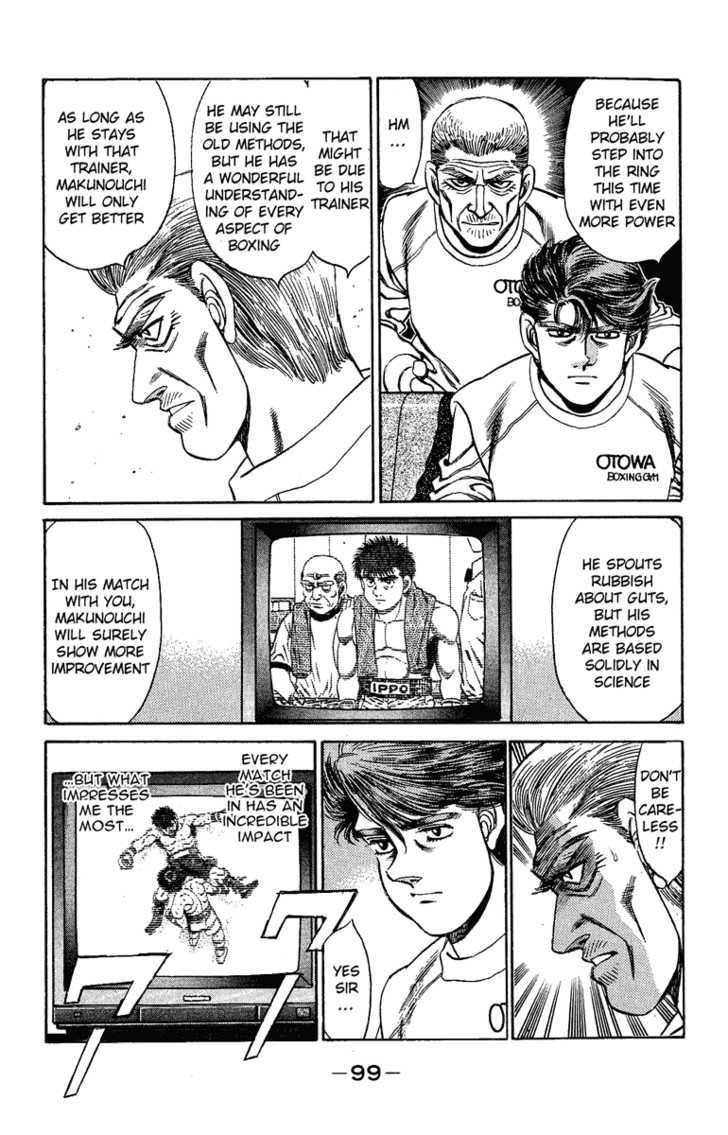 BECAUSE
HE'LL
PROBABLY
STEP INTO
THE RING
THIS TIME
WITH EVEN
MORE POWER
HM
...
OTOWA
BOXING GYM
OTOW
BO
THAT
MIGHT
BE DUE
TO HIS
TRAINER
HE MAY STILL
BE USING THE
OLD METHODS,
BUT HE HAS
A WONDERFUL
UNDERSTAND-
ING OF EVERY
ASPECT OF
BOXING
AS LONG AS
HE STAYS
WITH THAT
TRAINER,
MAKUNOUCHI
WILL ONLY
GET BETTER
HE SPOUTS
RUBBISH
ABOUT GUTS,
BUT HIS
METHODS
ARE BASED
SOLIDLY IN
SCIENCE
IPPO
IN HIS MATCH
WITH YOU,
MAKUNOUCHI
WILL SURELY
SHOW MORE
IMPROVEMENT
DON'T
BE
CARE-
LESS
!!
YES
SIR
...
O
EVERY
MATCH
HE'S BEEN
IN HAS AN
INCREDIBLE
IMPACT
...BUT WHAT
IMPRESSES
ME THE
MOST...
ワ
ワ
－99－